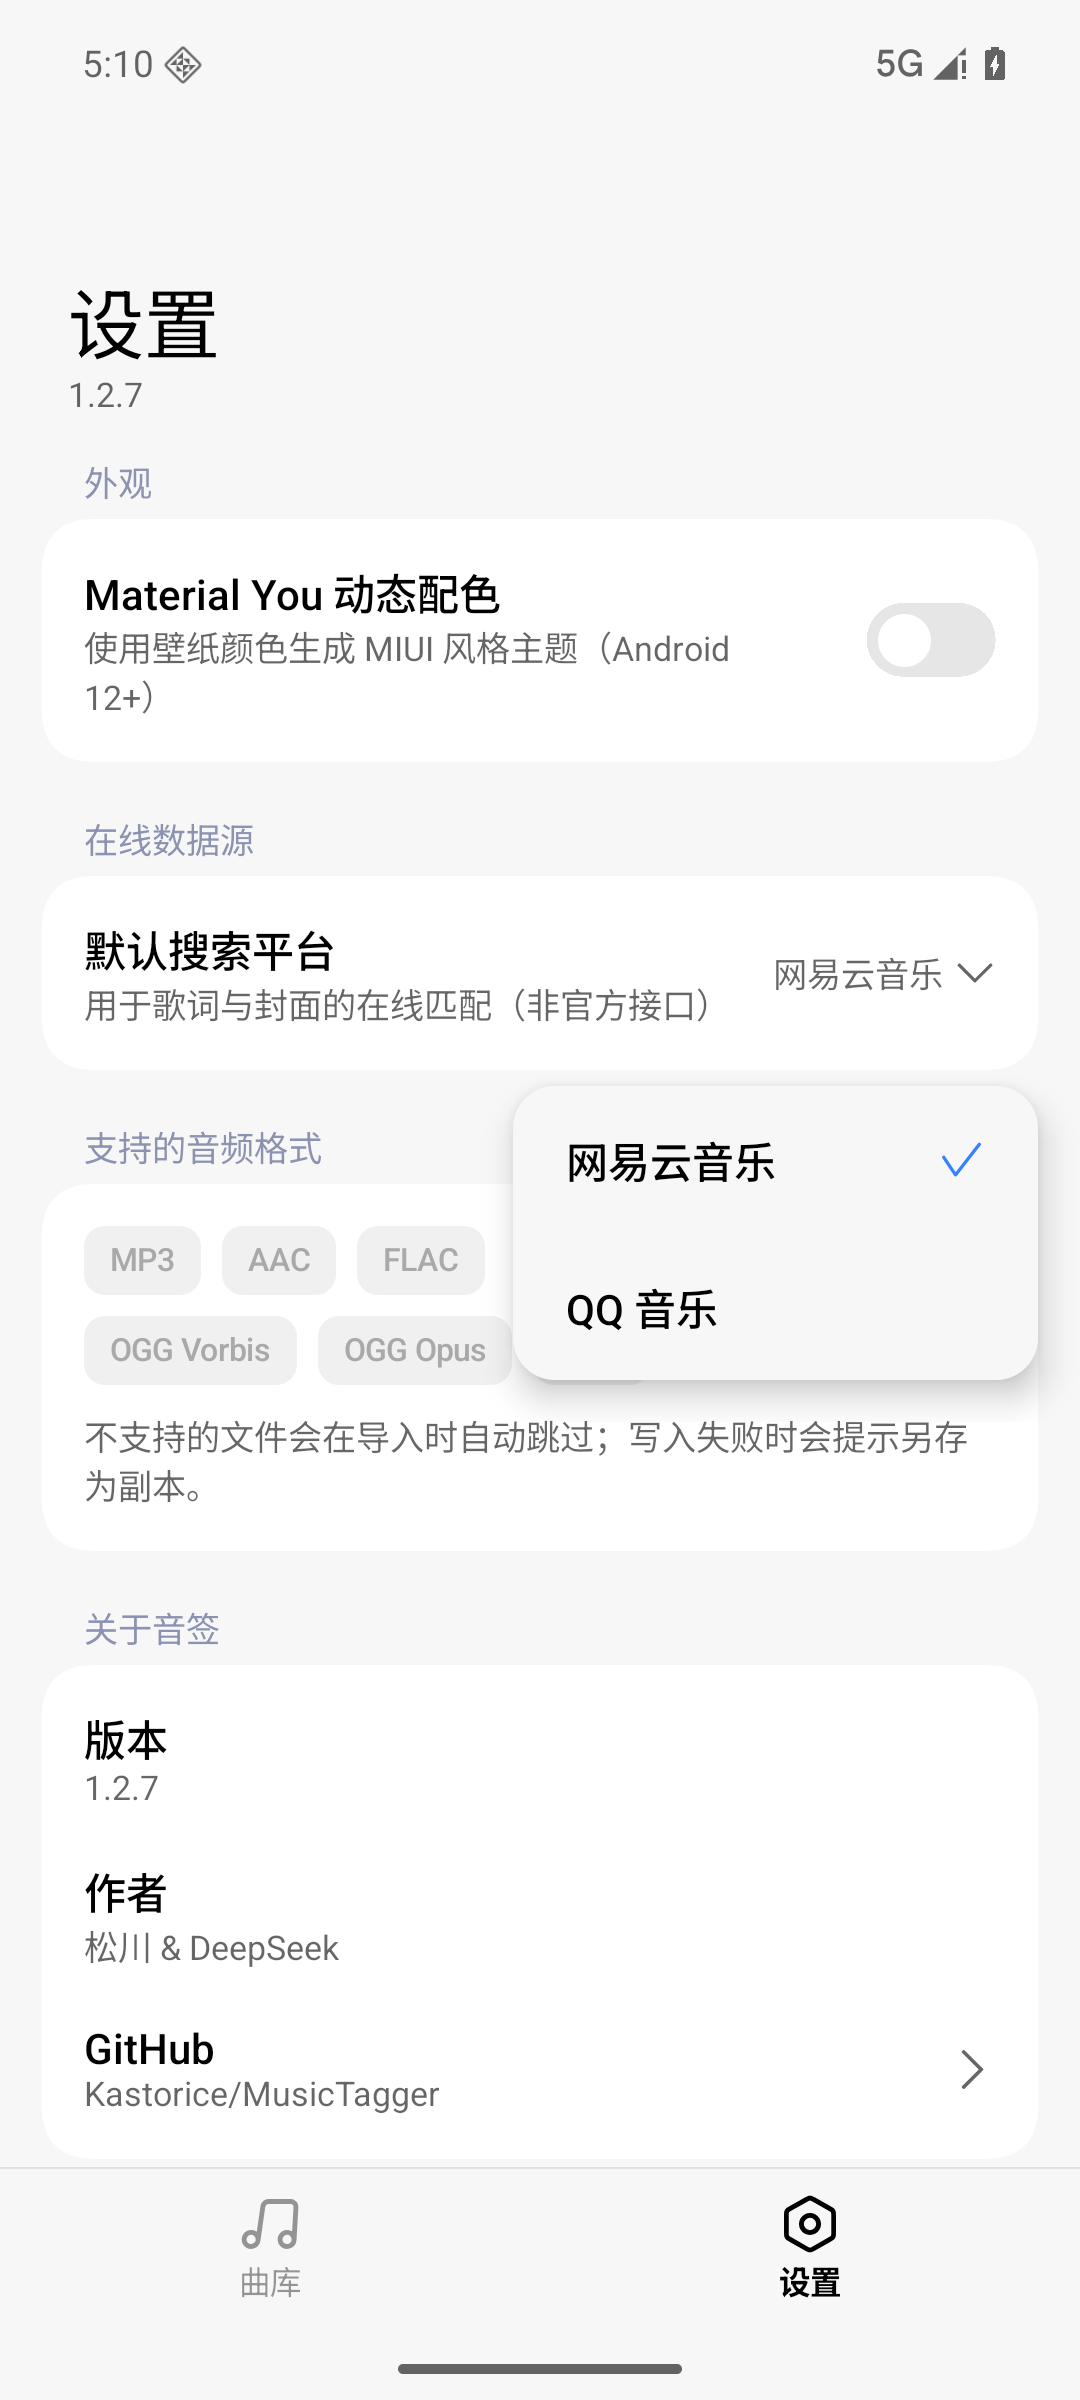 5:10
5G
设置
1.2.7
外观
Material You 动态配色
使用壁纸颜色生成 MIUI 风格主题（Android
12+）
在线数据源
默认搜索平台
用于歌词与封面的在线匹配（非官方接口）
网易云音乐
支持的音频格式
网易云音乐
QQ 音乐
MP3
AAC
FLAC
OGG Vorbis
OGG Opus
不支持的文件会在导入时自动跳过；写入失败时会提示另存
为副本。
关于音签
版本
1.2.7
作者
松川 & DeepSeek
GitHub
Kastorice/MusicTagger
曲库
设置